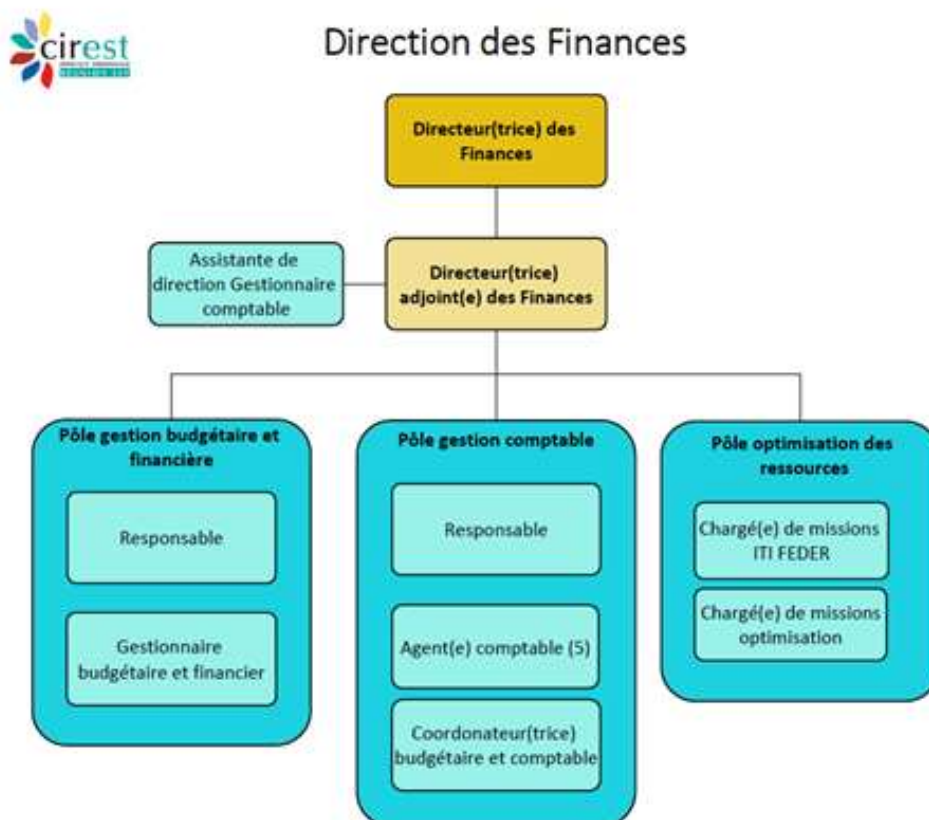 cirest
Direction des Finances
Directeur(trice) des
Finances
Assistante de
direction Gestionnaire
comptable
Directeur(trice)
adjoint(e) des Finances
Pôle gestion budgétaire et
financière
Responsable
Gestionnaire
budgétaire et financier
Pôle gestion comptable
Responsable
Agent(e) comptable (5)
Coordonateur(trice)
budgétaire et comptable
Pôle optimisation des
ressources
Chargé(e) de missions
ITI FEDER
Chargé(e) de missions
optimisation